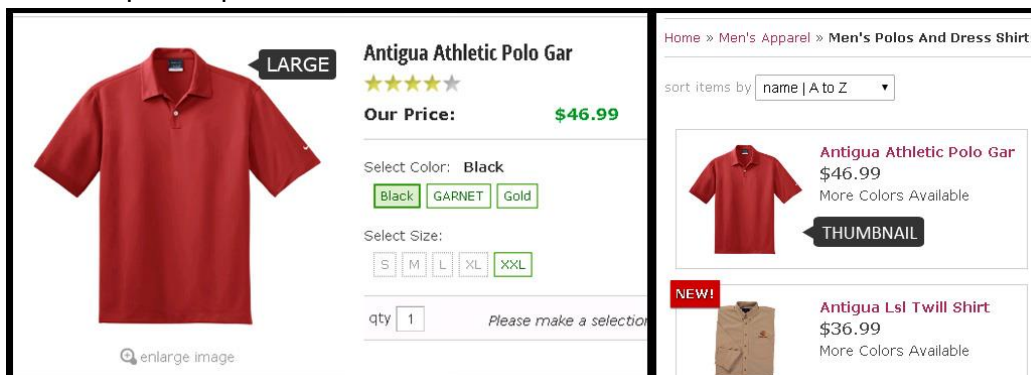 LARGE
Antigua Athletic Polo Gar
Our Price: $46.99
Select Color: Black
Black GARNET Gold
Select Size:
S M L XL XXL
qty 1 Please make a selection
enlarge image
Home » Men's Apparel » Men's Polos And Dress Shirt
sort items by name | A to Z
Antigua Athletic Polo Gar
$46.99
More Colors Available
THUMBNAIL
NEW!
Antigua Lsl Twill Shirt
$36.99
More Colors Available